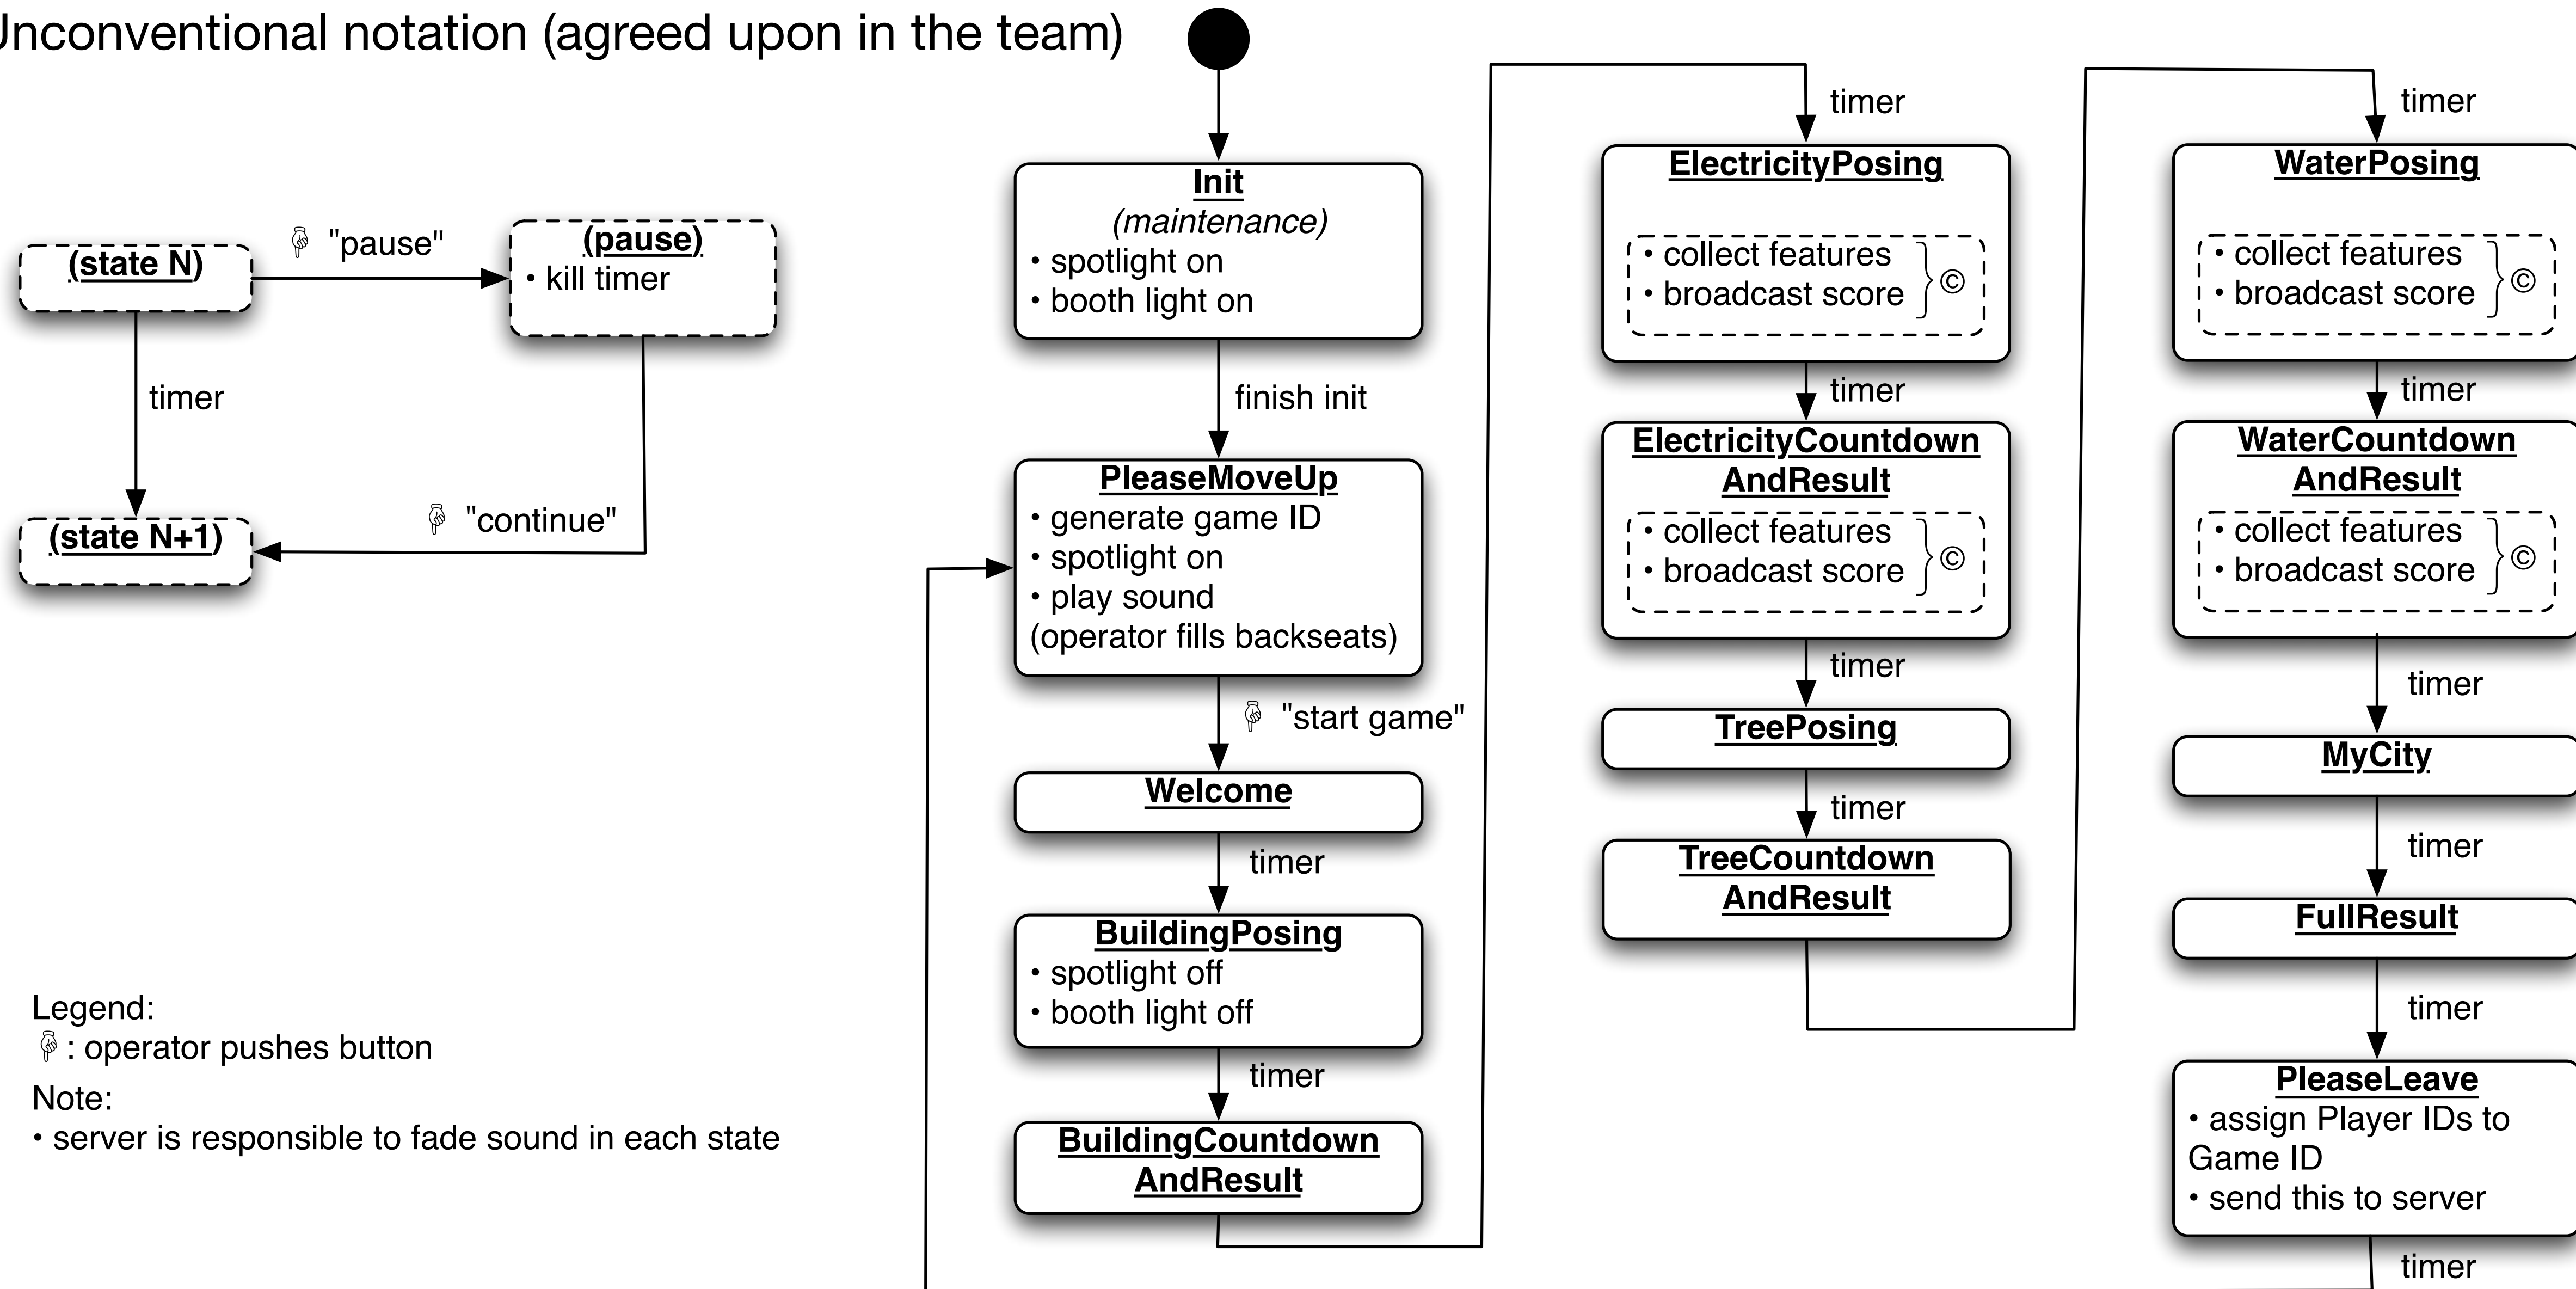 Unconventional notation (agreed upon in the team)
(state N)
☟ "pause"
(pause)
• kill timer
timer
☟ "continue"
(state N+1)
Legend:
☟ : operator pushes button
Note:
• server is responsible to fade sound in each state
Init
(maintenance)
• spotlight on
• booth light on
finish init
PleaseMoveUp
• generate game ID
• spotlight on
• play sound
(operator fills backseats)
☟ "start game"
Welcome
timer
BuildingPosing
• spotlight off
• booth light off
timer
BuildingCountdown
AndResult
timer
ElectricityPosing
• collect features
• broadcast score
©
timer
ElectricityCountdown
AndResult
• collect features
• broadcast score
©
timer
TreePosing
timer
TreeCountdown
AndResult
timer
WaterPosing
• collect features
• broadcast score
©
timer
WaterCountdown
AndResult
• collect features
• broadcast score
©
timer
MyCity
timer
FullResult
timer
PleaseLeave
• assign Player IDs to
Game ID
• send this to server
timer